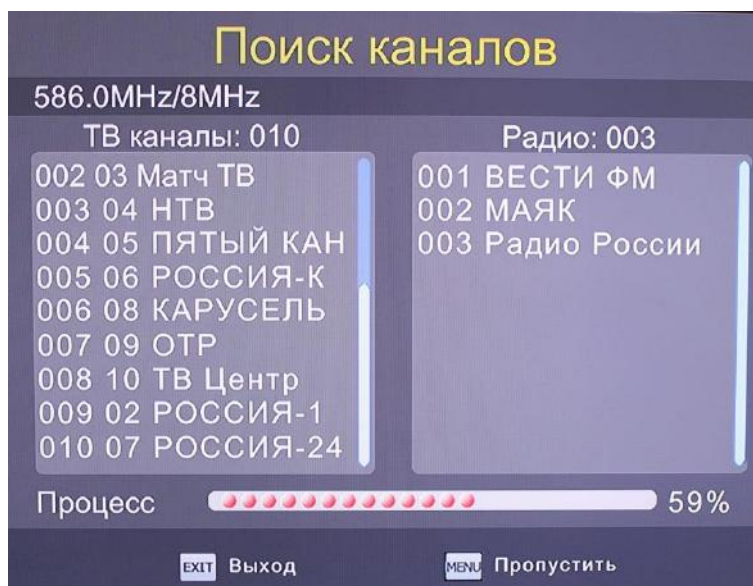 Поиск каналов
586.0MHz/8MHz
ТВ каналы: 010
002 03 Матч ТВ
003 04 НТВ
004 05 ПЯТЫЙ КАН
005 06 РОССИЯ-К
006 08 КАРУСЕЛЬ
007 09 ОТР
008 10 ТВ Центр
009 02 РОССИЯ-1
010 07 РОССИЯ-24
Радио: 003
001 ВЕСТИ ФМ
002 МАЯК
003 Радио России
Процесс 59%
EXIT Выход MENU Пропустить